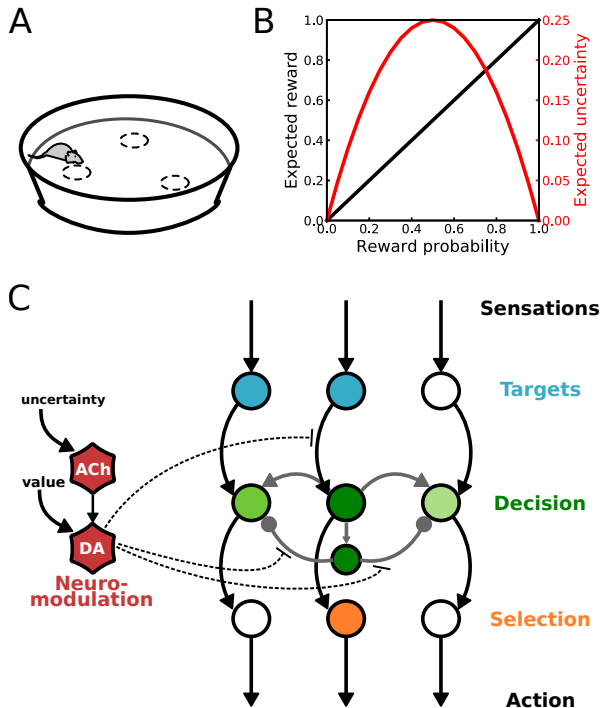 A
B
Expected reward
1.0
0.8
0.6
0.4
0.2
0.0
0.0
0.2
0.4
0.6
0.8
1.0
Reward probability
0.25
0.20
0.15
0.10
0.05
0.00
Expected uncertainty
C
Sensations
Targets
uncertainty
ACh
value
Decision
DA
Neuro-
modulation
Selection
Action